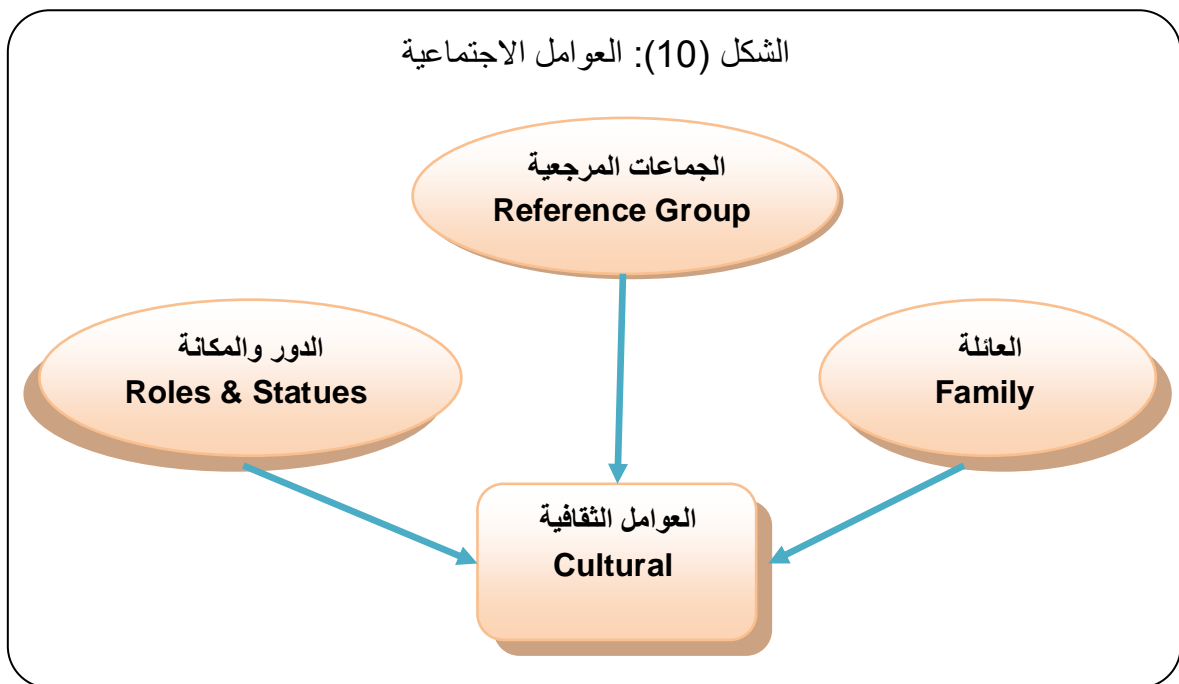 الشكل (10): العوامل الاجتماعية
الجماعات المرجعية
Reference Group
العائلة
Family
الدور والمكانة
Roles & Statues
العوامل الثقافية
Cultural